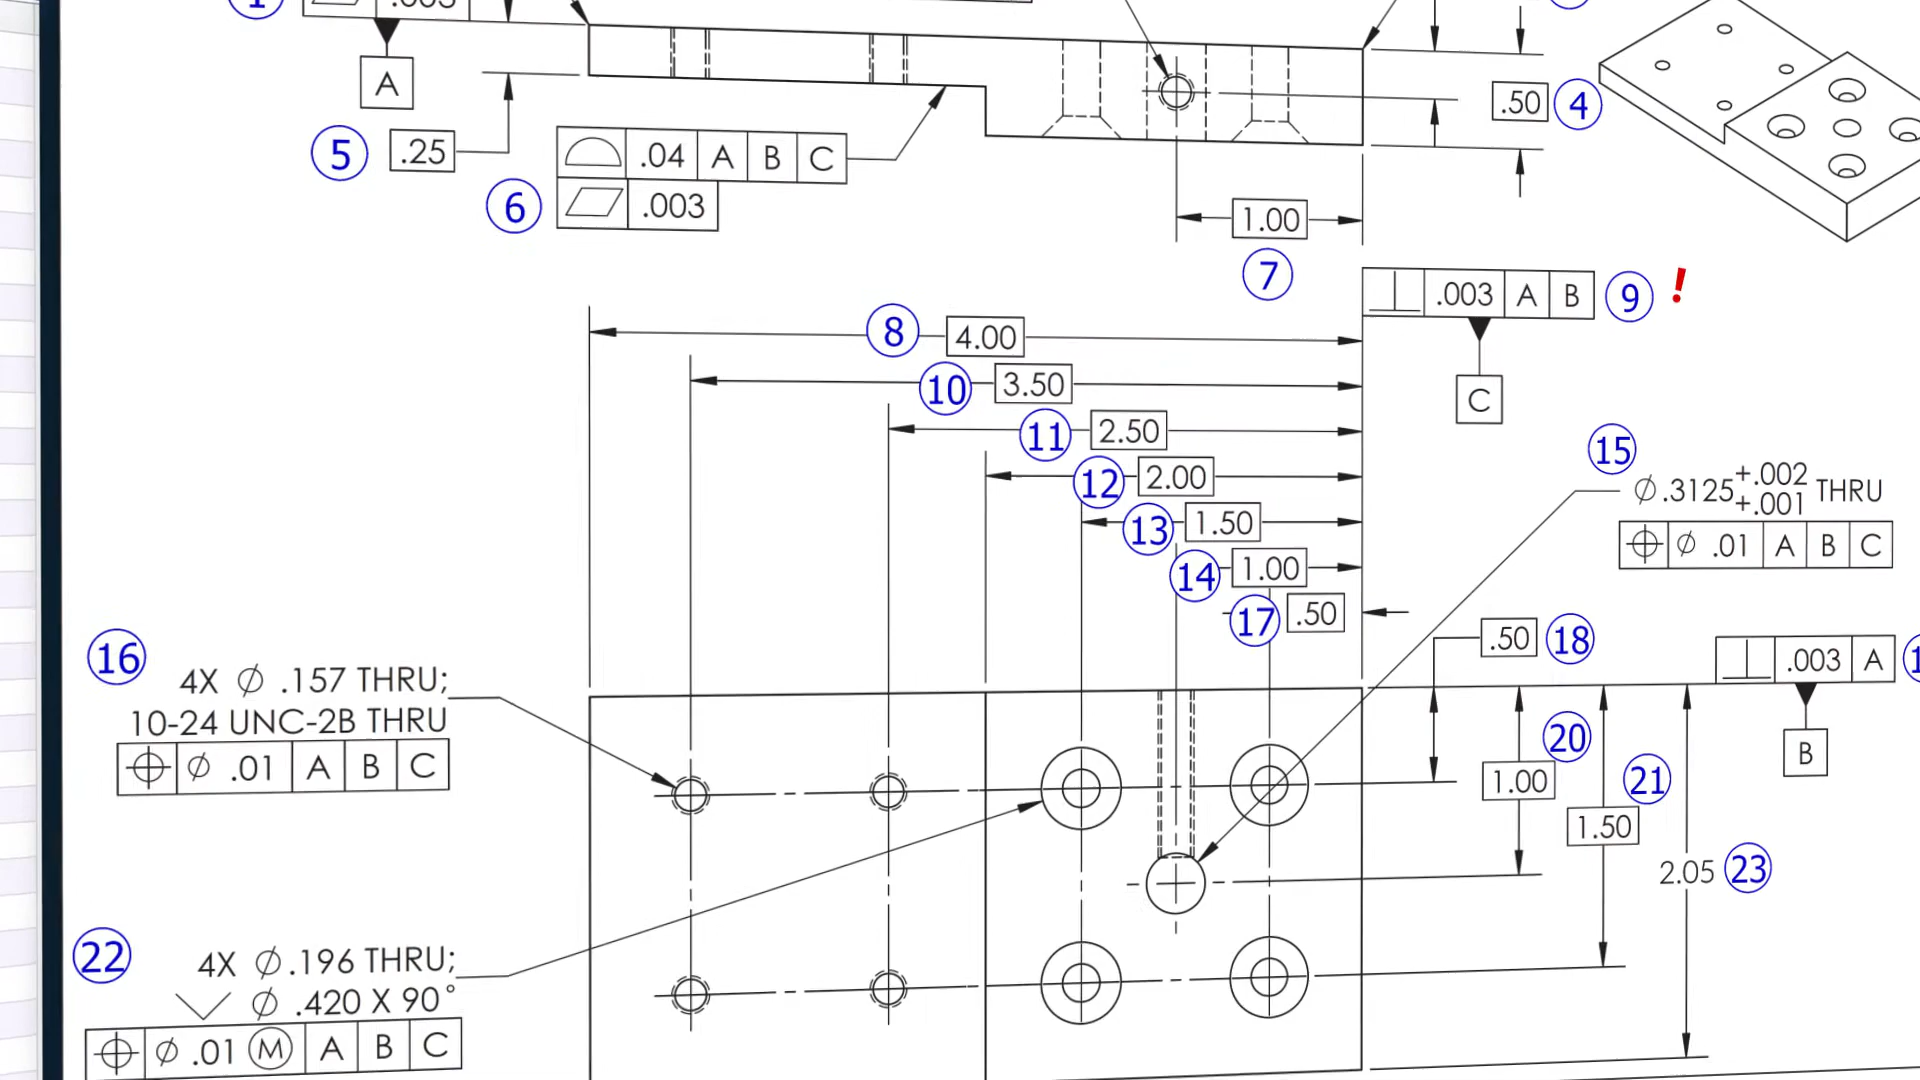 A
.50 4
5 .25
.04 A B C
6 .003
1.00
7
.003 A B 9 !
8 4.00
10 3.50
C
11 2.50
12 2.00
15
Ø.3125 +.002 +.001 THRU
13 1.50
⌖ Ø .01 A B C
14 1.00
17 .50
.50 18
16
4X Ø .157 THRU;
10-24 UNC-2B THRU
⌖ Ø .01 A B C
.003 A
B
20
1.00
21
1.50
2.05 23
22
4X Ø.196 THRU;
Ø .420 X 90°
⌖ Ø .01 Ⓜ A B C